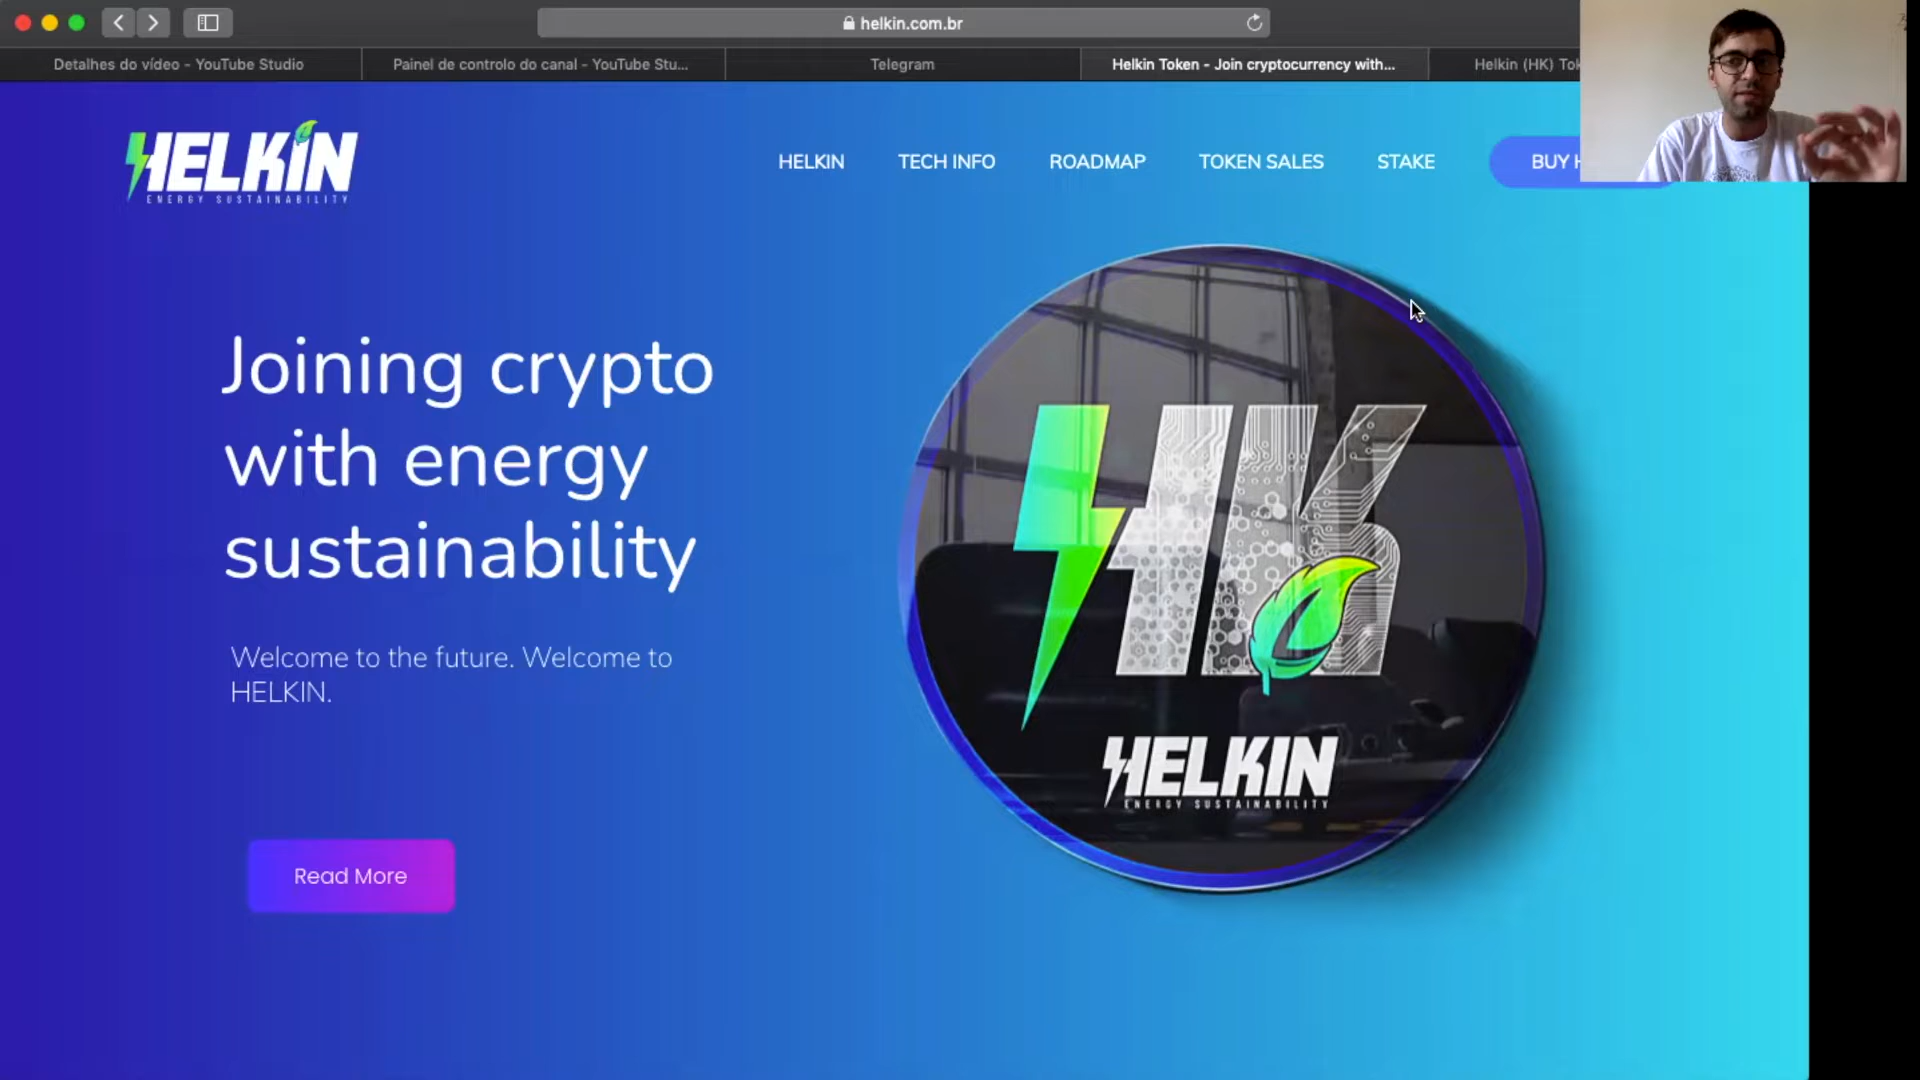 helkin.com.br
Detalhes do vídeo - YouTube Studio
Painel de controlo do canal - YouTube Stu...
Telegram
Helkin Token - Join cryptocurrency with...
Helkin (HK) Tok
HELKIN
ENERGY SUSTAINABILITY
HELKIN
TECH INFO
ROADMAP
TOKEN SALES
STAKE
BUY H
Joining crypto
with energy
sustainability
Welcome to the future. Welcome to
HELKIN.
Read More
HK
HELKIN
ENERGY SUSTAINABILITY